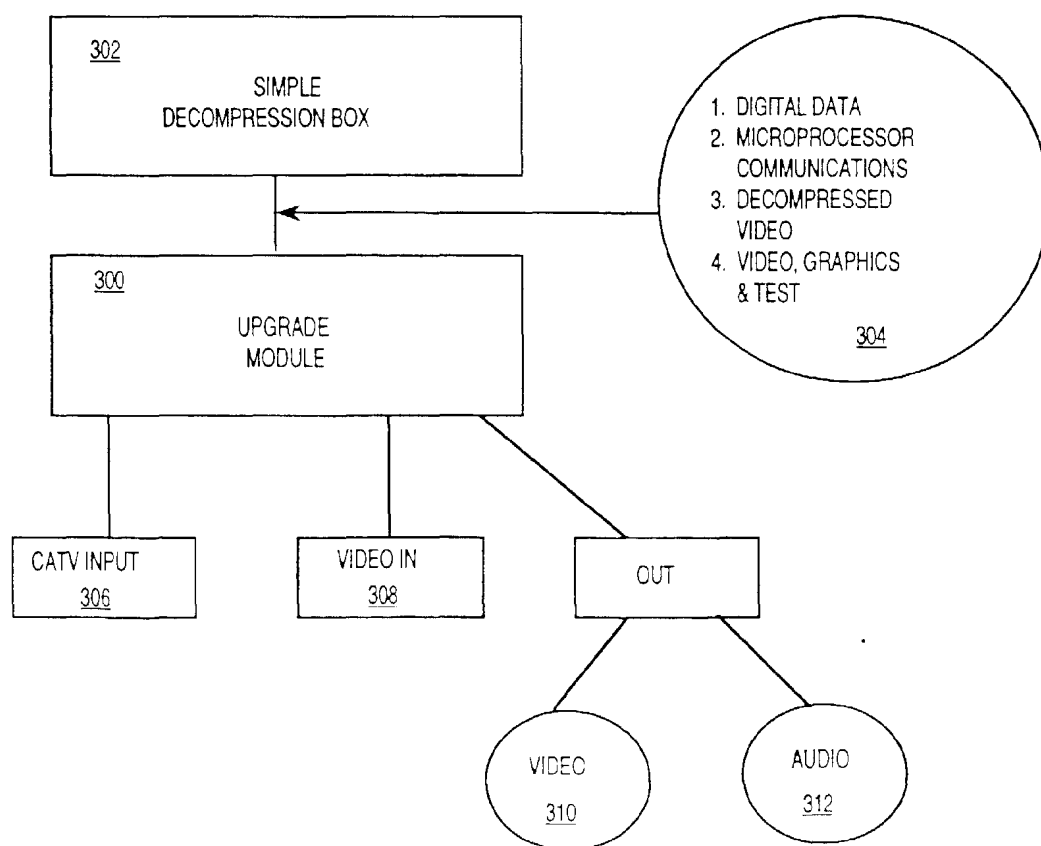 302
SIMPLE
DECOMPRESSION BOX
1. DIGITAL DATA
2. MICROPROCESSOR
COMMUNICATIONS
3. DECOMPRESSED
VIDEO
4. VIDEO, GRAPHICS
& TEST
304
300
UPGRADE
MODULE
CATV INPUT
306
VIDEO IN
308
OUT
VIDEO
310
AUDIO
312